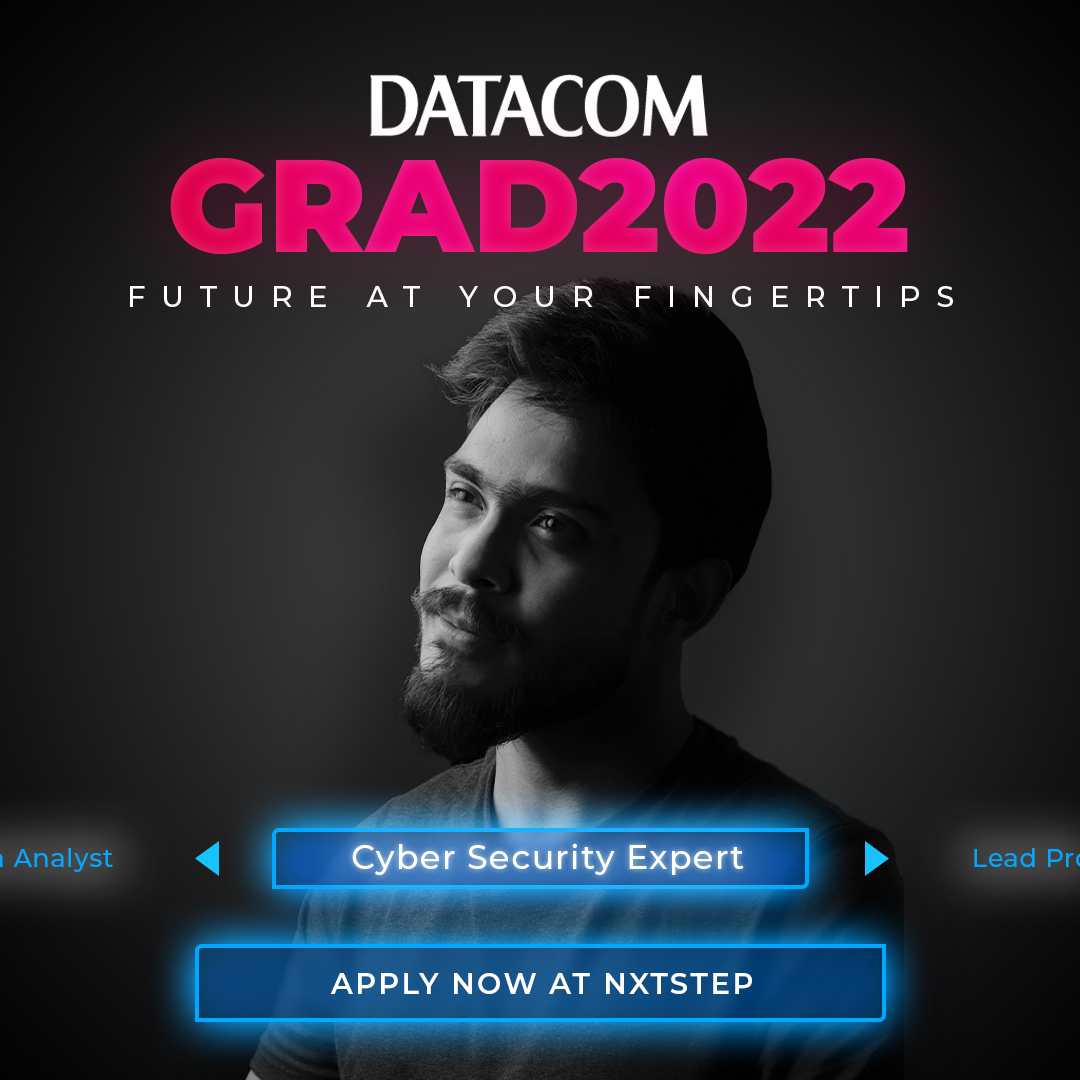 DATACOM
GRAD2022
FUTURE AT YOUR FINGERTIPS
Analyst
Cyber Security Expert
Lead
APPLY NOW AT NXTSTEP